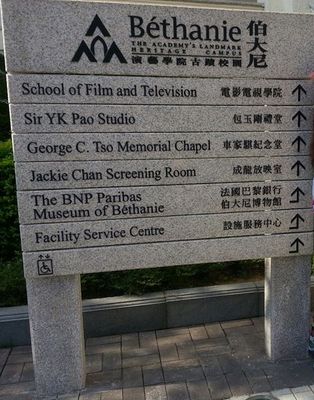 Béthanie 伯大尼
THE ACADEMY'S LANDMARK
HERITAGE CAMPUS
演藝學院古蹟校園
School of Film and Television 電影電視學院
Sir YK Pao Studio 包玉剛禮堂
George C. Tso Memorial Chapel 車家騏紀念堂
Jackie Chan Screening Room 成龍放映室
The BNP Paribas 法國巴黎銀行
Museum of Béthanie 伯大尼博物館
Facility Service Centre 設施服務中心